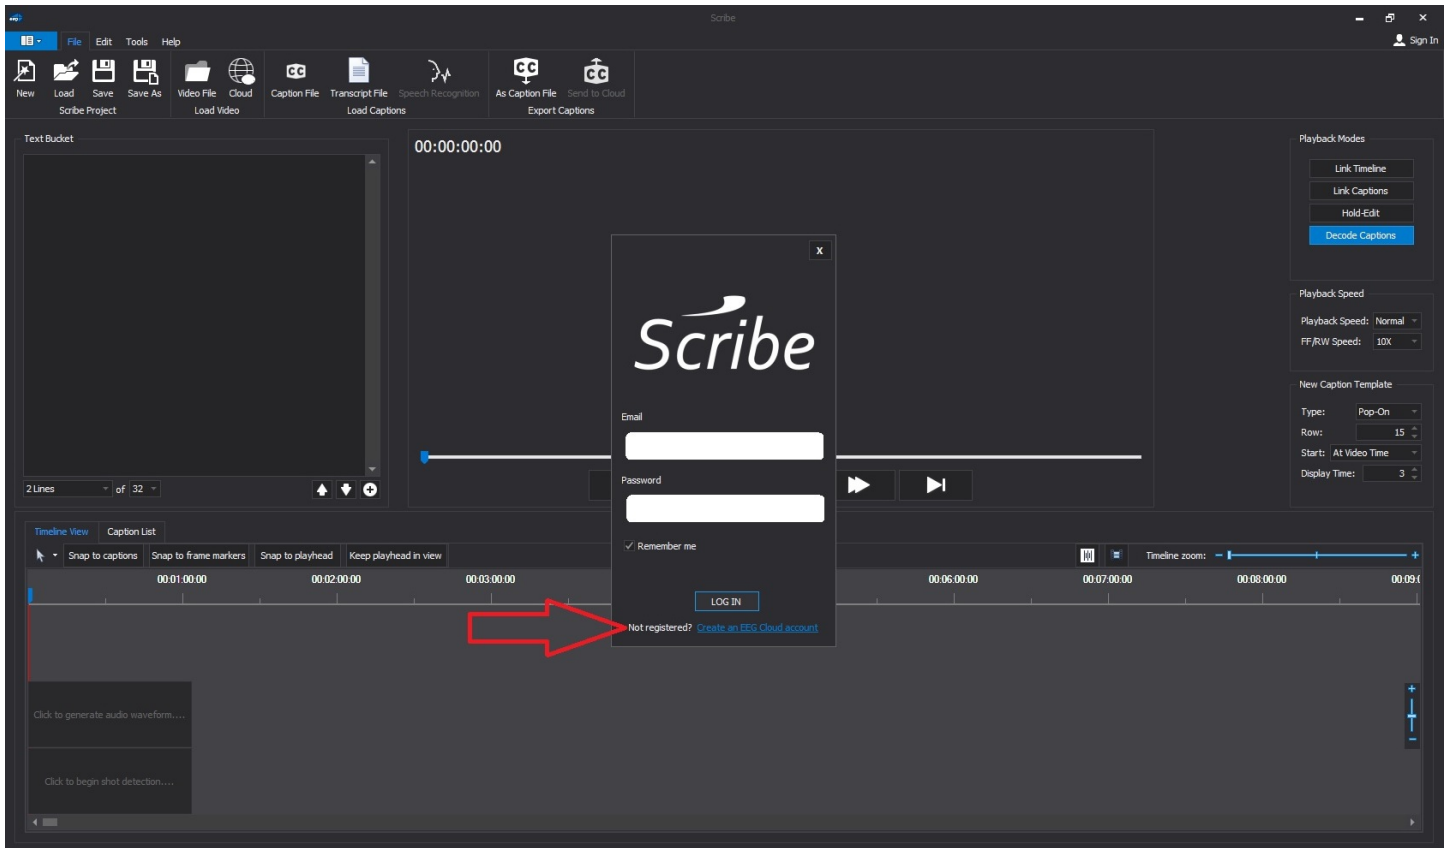 EEG
Scribe
File Edit Tools Help
Sign In
New Load Save Save As Video File Cloud Caption File Transcript File Speech Recognition As Caption File Send to Cloud
Scribe Project Load Video Load Captions Export Captions
Text Bucket
2 Lines of 32
00:00:00:00
X
Scribe
Email
Password
Remember me
LOG IN
Not registered? Create an EEG Cloud account
Playback Modes
Link Timeline
Link Captions
Hold-Edit
Decode Captions
Playback Speed
Playback Speed: Normal
FF/RW Speed: 10X
New Caption Template
Type: Pop-On
Row: 15
Start: At Video Time
Display Time: 3
Timeline View Caption List
Snap to captions Snap to frame markers Snap to playhead Keep playhead in view Timeline zoom:
00:01:00:00 00:02:00:00 00:03:00:00 00:06:00:00 00:07:00:00 00:08:00:00 00:09:0
Click to generate audio waveform....
Click to begin shot detection....